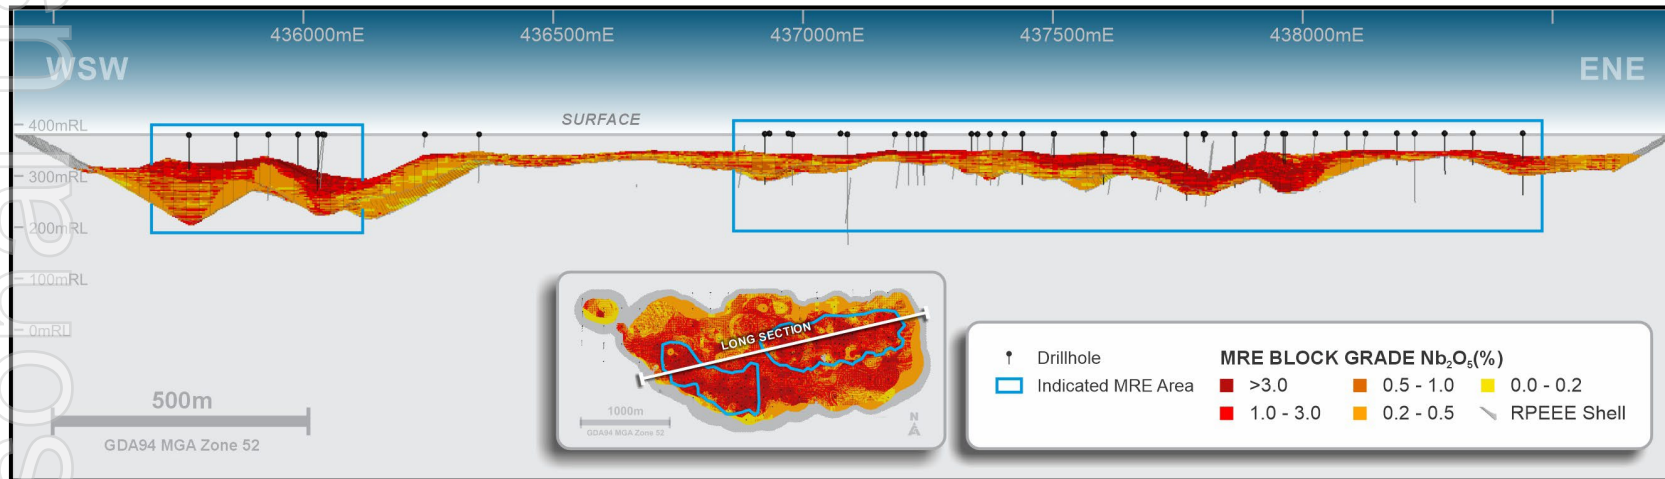 436000mE 436500mE 437000mE 437500mE 438000mE
WSW
ENE
SURFACE
400mRL
300mRL
200mRL
100mRL
0mRL
LONG SECTION
1000m
GDA94 MGA Zone 52
N
500m
GDA94 MGA Zone 52
Drillhole
Indicated MRE Area
MRE BLOCK GRADE Nb₂O₅(%)
>3.0
0.5 - 1.0
0.0 - 0.2
1.0 - 3.0
0.2 - 0.5
RPEEE Shell